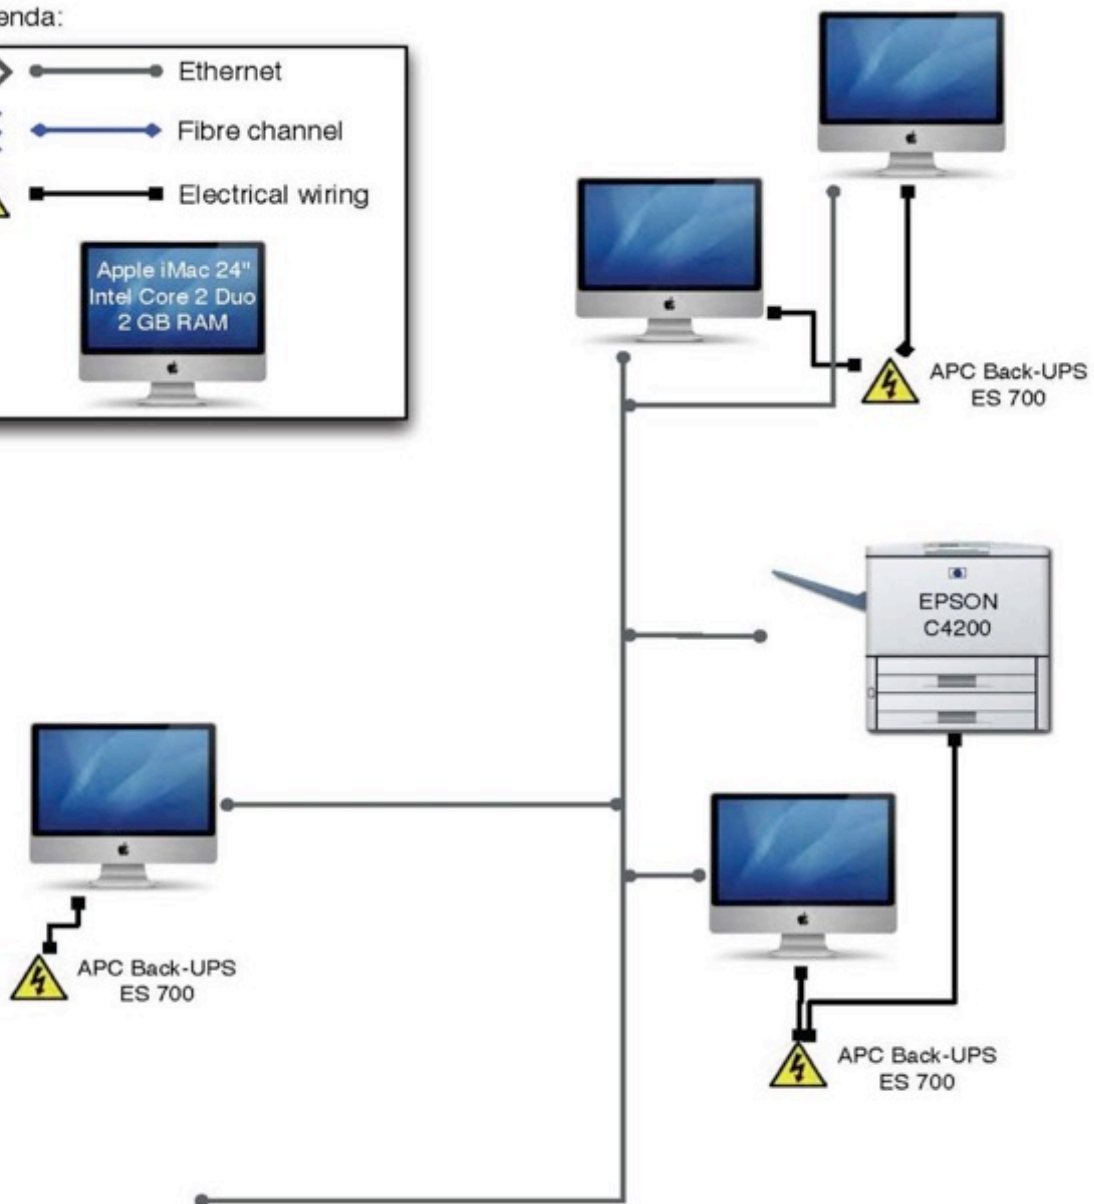 enda:
Ethernet
Fibre channel
Electrical wiring
Apple iMac 24"
Intel Core 2 Duo
2 GB RAM
APC Back-UPS
ES 700
EPSON
C4200
APC Back-UPS
ES 700
APC Back-UPS
ES 700